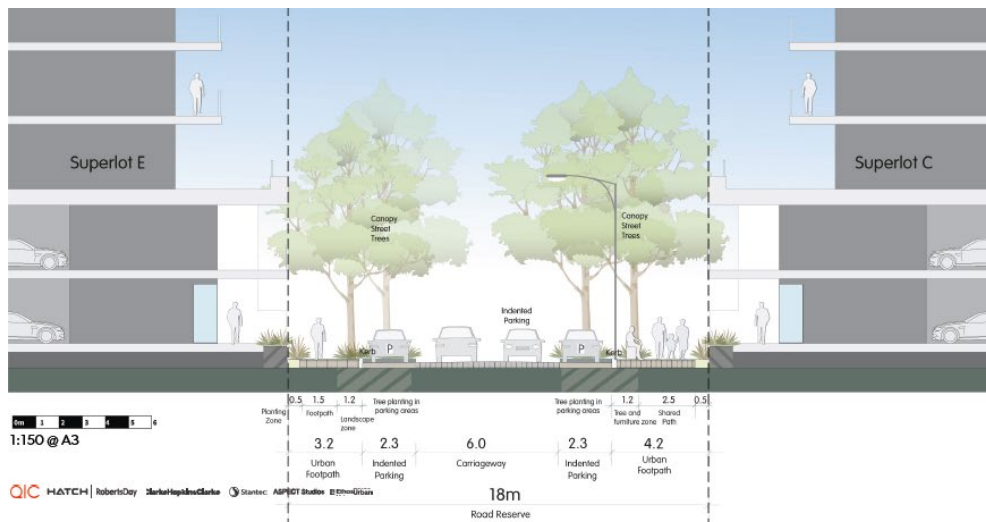 Superlot E
Superlot C
Canopy
Street
Trees
Canopy
Street
Trees
Indented
Parking
Kerb
P
P
Kerb
0.5 1.5 1.2
Planting
Zone
Footpath
Landscape
zone
Tree planting in
parking areas
Tree planting in
parking areas
1.2 2.5 0.5
Tree and
furniture zone
Shared
Path
0m 1 2 3 4 5 6
1:150 @ A3
3.2 2.3 6.0 2.3 4.2
Urban
Footpath
Indented
Parking
Carriageway
Indented
Parking
Urban
Footpath
QIC HATCH | RobertsDay ClarkeHopkinsClarke Stantec ASPECT Studios Ethos Urban
18m
Road Reserve